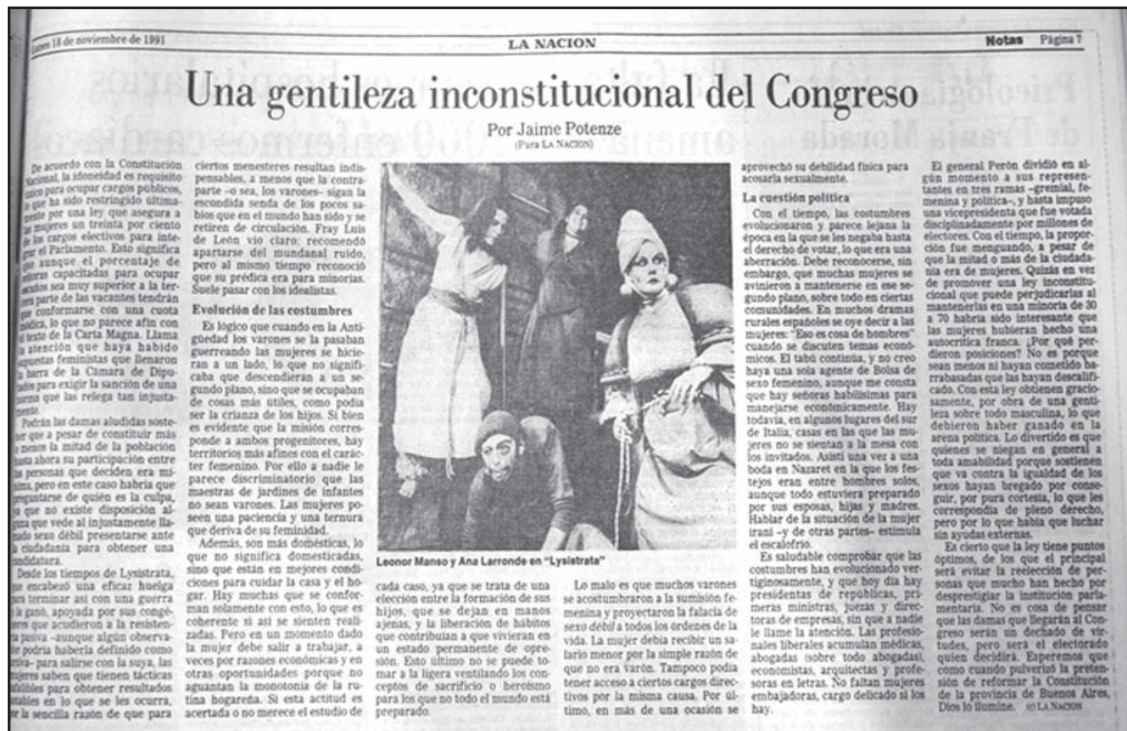 Lunes 18 de noviembre de 1991
LA NACION
Notas Página 7
Una gentileza inconstitucional del Congreso
Por Jaime Potenze
(Para LA NACION)
De acuerdo con la Constitución
Nacional, la idoneidad es requisito
único para ocupar cargos públicos,
que ha sido restringido última-
mente por una ley que asegura a
mujeres un treinta por ciento
de los cargos electivos para inte-
grar el Parlamento. Esto significa
que aunque el porcentaje de
capacitadas para ocupar
sea muy superior a la ter-
parte de las vacantes tendrán
que conformarse con una cuota
lo que no parece afín con
el texto de la Carta Magna. Llama
la atención que haya habido
feministas que llenaron
la barra de la Cámara de Dipu-
tados para exigir la sanción de una
norma que las relega tan injusta-
mente.
Podrán las damas aludidas soste-
ner que a pesar de constituir más
o menos la mitad de la población
hasta ahora su participación entre
las personas que deciden era mí-
nima, pero en este caso habría que
preguntarse de quién es la culpa,
ya que no existe disposición al-
guna que vede al injustamente lla-
mado sexo débil presentarse ante
la ciudadanía para obtener una
candidatura.
Desde los tiempos de Lysístrata,
que encabezó una eficaz huelga
para terminar así con una guerra
la ganó, apoyada por sus congé-
neres que acudieron a la resisten-
cia pasiva –aunque algún observa-
dor podría haberla definido como
para salirse con la suya, las
mujeres saben que tienen tácticas
infalibles para obtener resultados
en lo que se les ocurra,
por la sencilla razón de que para
ciertos menesteres resultan indis-
pensables, a menos que la contra-
parte –o sea, los varones– sigan la
escondida senda de los pocos sa-
bios que en el mundo han sido y se
retiren de circulación. Fray Luis
de León vio claro: recomendó
apartarse del mundanal ruido,
pero al mismo tiempo reconoció
que su prédica era para minorías.
Suele pasar con los idealistas.
Evolución de las costumbres
Es lógico que cuando en la Anti-
güedad los varones se la pasaban
guerreando las mujeres se hicie-
ran a un lado, lo que no signifi-
caba que descendieran a un se-
gundo plano, sino que se ocupaban
de cosas más útiles, como podía
ser la crianza de los hijos. Si bien
es evidente que la misión corres-
ponde a ambos progenitores, hay
territorios más afines con el carác-
ter femenino. Por ello a nadie le
parece discriminatorio que las
maestras de jardines de infantes
no sean varones. Las mujeres po-
seen una paciencia y una ternura
que deriva de su feminidad.
Además, son más domésticas, lo
que no significa domesticadas,
sino que están en mejores condi-
ciones para cuidar la casa y el ho-
gar. Hay muchas que se confor-
man solamente con esto, lo que es
coherente si así se sienten reali-
zadas. Pero en un momento dado
la mujer debe salir a trabajar, a
veces por razones económicas y en
otras oportunidades porque no
aguantan la monotonía de la ru-
tina hogareña. Si esta actitud es
acertada o no merece el estudio de
Leonor Manso y Ana Larronde en "Lysístrata"
cada caso, ya que se trata de una
elección entre la formación de sus
hijos, que se dejan en manos
ajenas, y la liberación de hábitos
que contribuían a que vivieran en
un estado permanente de opre-
sión. Esto último no se puede to-
mar a la ligera ventilando los con-
ceptos de sacrificio o heroísmo
para los que no todo el mundo está
preparado.
Lo malo es que muchos varones
se acostumbraron a la sumisión fe-
menina y proyectaron la falacia de
sexo débil a todos los órdenes de la
vida. La mujer debía recibir un sa-
lario menor por la simple razón de
que no era varón. Tampoco podía
tener acceso a ciertos cargos direc-
tivos por la misma causa. Por úl-
timo, en más de una ocasión se
aprovechó su debilidad física para
acosarla sexualmente.
La cuestión política
Con el tiempo, las costumbres
evolucionaron y parece lejana la
época en la que se les negaba hasta
el derecho de votar, lo que era una
aberración. Debe reconocerse, sin
embargo, que muchas mujeres se
avinieron a mantenerse en ese se-
gundo plano, sobre todo en ciertas
comunidades. En muchos dramas
rurales españoles se oye decir a las
mujeres: "Eso es cosa de hombres"
cuando se discuten temas econó-
micos. El tabú continúa, y no creo
haya una sola agente de Bolsa de
sexo femenino, aunque me consta
que hay señoras habilísimas para
manejarse económicamente. Hay
todavía, en algunos lugares del sur
de Italia, casas en las que las mu-
jeres no se sientan a la mesa con
los invitados. Asistí una vez a una
boda en Nazaret en la que los fes-
tejos eran entre hombres solos,
aunque todo estuviera preparado
por sus esposas, hijas y madres.
Hablar de la situación de la mujer
iraní –y de otras partes– estimula
el escalofrío.
Es saludable comprobar que las
costumbres han evolucionado ver-
tiginosamente, y que hoy día hay
presidentas de repúblicas, pri-
meras ministras, juezas y direc-
toras de empresas, sin que a nadie
le llame la atención. Las profesio-
nales liberales acumulan médicas,
abogadas (sobre todo abogadas),
economistas, arquitectas y profe-
soras en letras. No faltan mujeres
embajadoras, cargo delicado si los
hay.
El general Perón dividió en al-
gún momento a sus represen-
tantes en tres ramas –gremial, fe-
menina y política–, y hasta impuso
una vicepresidenta que fue votada
disciplinadamente por millones de
electores. Con el tiempo, la propor-
ción fue menguando, a pesar de
que la mitad o más de la ciudada-
nía era de mujeres. Quizás en vez
de promover una ley inconstitu-
cional que puede perjudicarlas al
mantenerlas en una minoría de 30
a 70 habría sido interesante que
las mujeres hubieran hecho una
autocrítica franca. ¿Por qué per-
dieron posiciones? No es porque
sean menos ni hayan cometido ba-
rrabasadas que las hayan descalifi-
cado. Con esta ley obtienen gracio-
samente, por obra de una genti-
leza sobre todo masculina, lo que
debieron haber ganado en la
arena política. Lo divertido es que
quienes se niegan en general a
toda amabilidad porque sostienen
que va contra la igualdad de los
sexos hayan bregado por conse-
guir, por pura cortesía, lo que les
correspondía de pleno derecho,
pero por lo que había que luchar
sin ayudas externas.
Es cierto que la ley tiene puntos
óptimos, de los que el principal
será evitar la reelección de per-
sonas que mucho han hecho por
desprestigiar la institución parla-
mentaria. No es cosa de pensar
que las damas que llegarán al Con-
greso serán un dechado de vir-
tudes, pero será el electorado
quien decidirá. Esperemos que
como cuando pulverizó la preten-
sión de reformar la Constitución
de la provincia de Buenos Aires,
Dios lo ilumine. (c) LA NACION